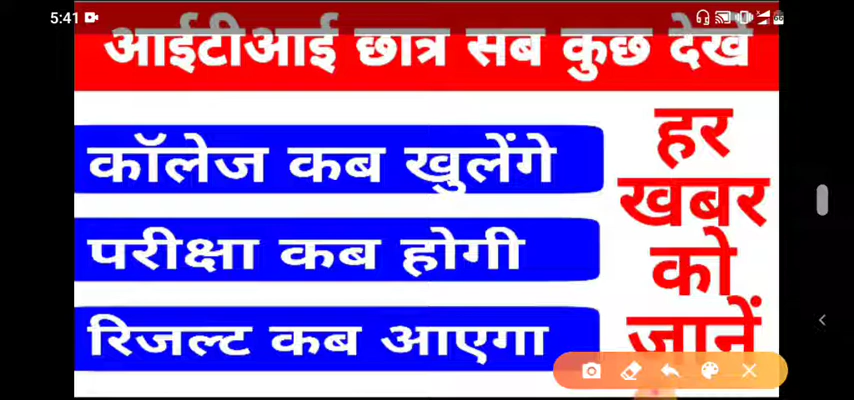 5:41
आईटीआई छात्र सब कुछ देखें
कॉलेज कब खुलेंगे
परीक्षा कब होगी
रिजल्ट कब आएगा
हर
खबर
को
जानें